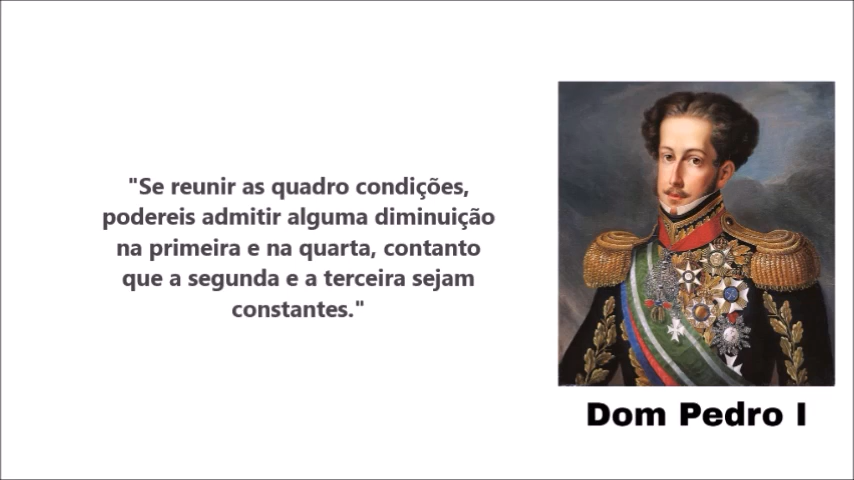 "Se reunir as quadro condições,
podereis admitir alguma diminuição
na primeira e na quarta, contanto
que a segunda e a terceira sejam
constantes."
Dom Pedro I